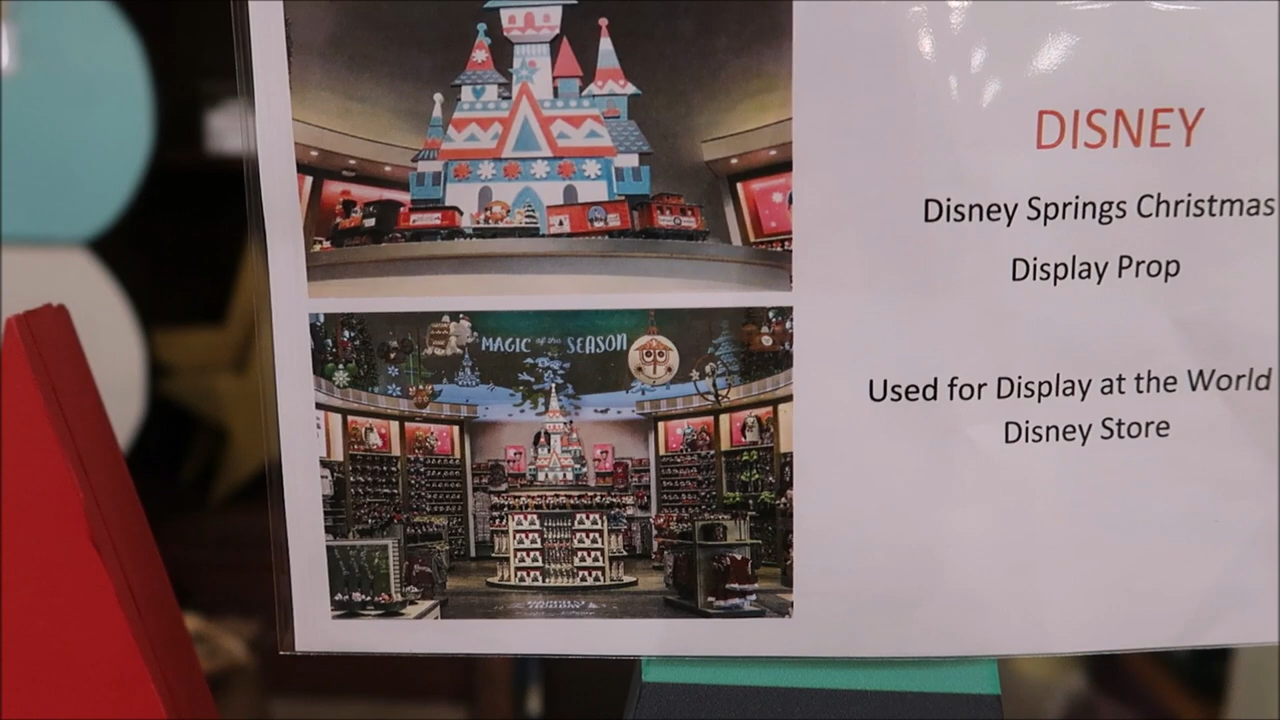 DISNEY
Disney Springs Christmas
Display Prop
MAGIC of the SEASON
Used for Display at the World
Disney Store